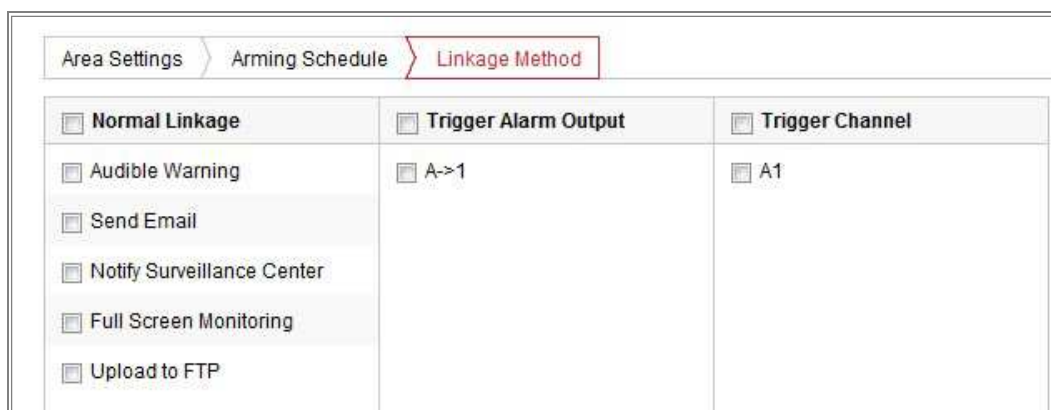 Area Settings Arming Schedule Linkage Method
Normal Linkage Trigger Alarm Output Trigger Channel
Audible Warning A->1 A1
Send Email
Notify Surveillance Center
Full Screen Monitoring
Upload to FTP